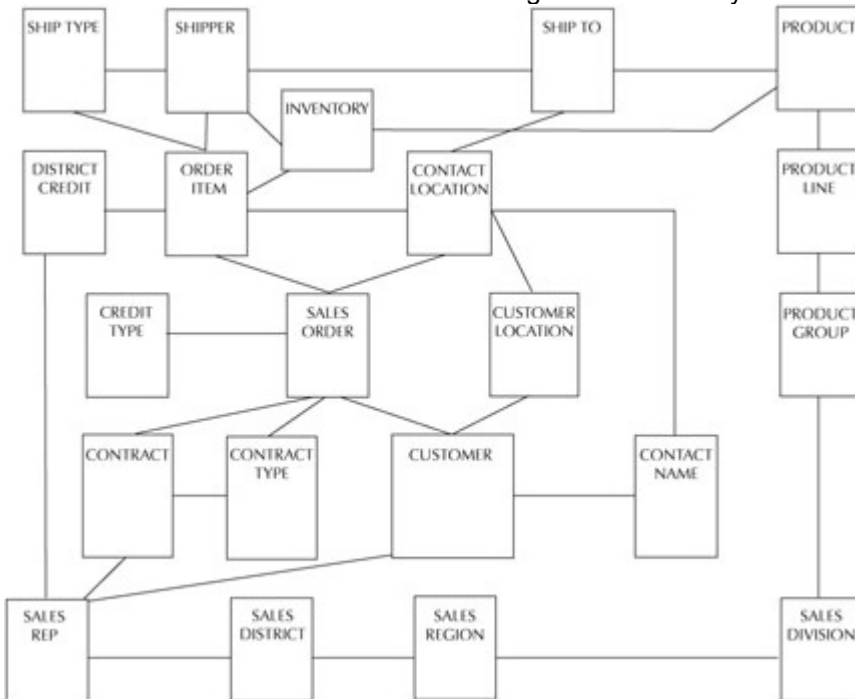 SHIP TYPE
SHIPPER
SHIP TO
PRODUCT
INVENTORY
DISTRICT
CREDIT
ORDER
ITEM
CONTACT
LOCATION
PRODUCT
LINE
CREDIT
TYPE
SALES
ORDER
CUSTOMER
LOCATION
PRODUCT
GROUP
CONTRACT
CONTRACT
TYPE
CUSTOMER
CONTACT
NAME
SALES
REP
SALES
DISTRICT
SALES
REGION
SALES
DIVISION